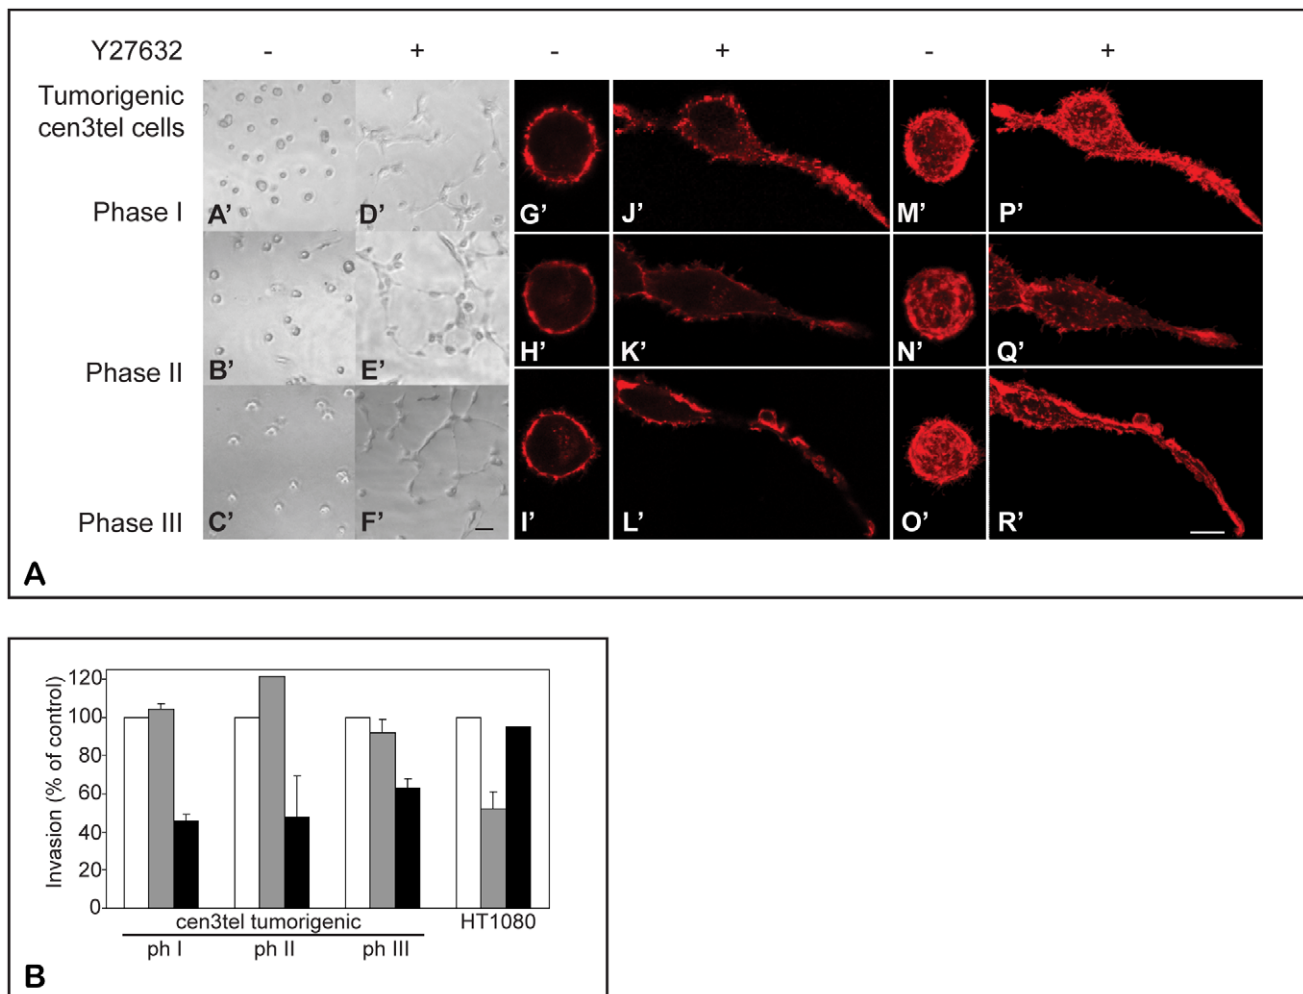 Y27632 - + - + - +
Tumorigenic
cen3tel cells
Phase I
A’ D’ G’ J’ M’ P’
Phase II
B’ E’ H’ K’ N’ Q’
Phase III
C’ F’ I’ L’ O’ R’
A
Invasion (% of control)
120
100
80
60
40
20
0
cen3tel tumorigenic HT1080
ph I ph II ph III
B